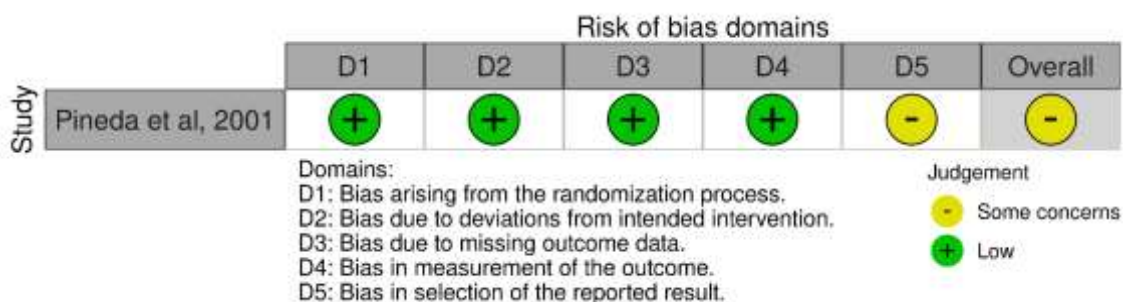 Risk of bias domains
D1 D2 D3 D4 D5 Overall
Study
Pineda et al, 2001 + + + + - -
Domains:
D1: Bias arising from the randomization process.
D2: Bias due to deviations from intended intervention.
D3: Bias due to missing outcome data.
D4: Bias in measurement of the outcome.
D5: Bias in selection of the reported result.
Judgement
- Some concerns
+ Low